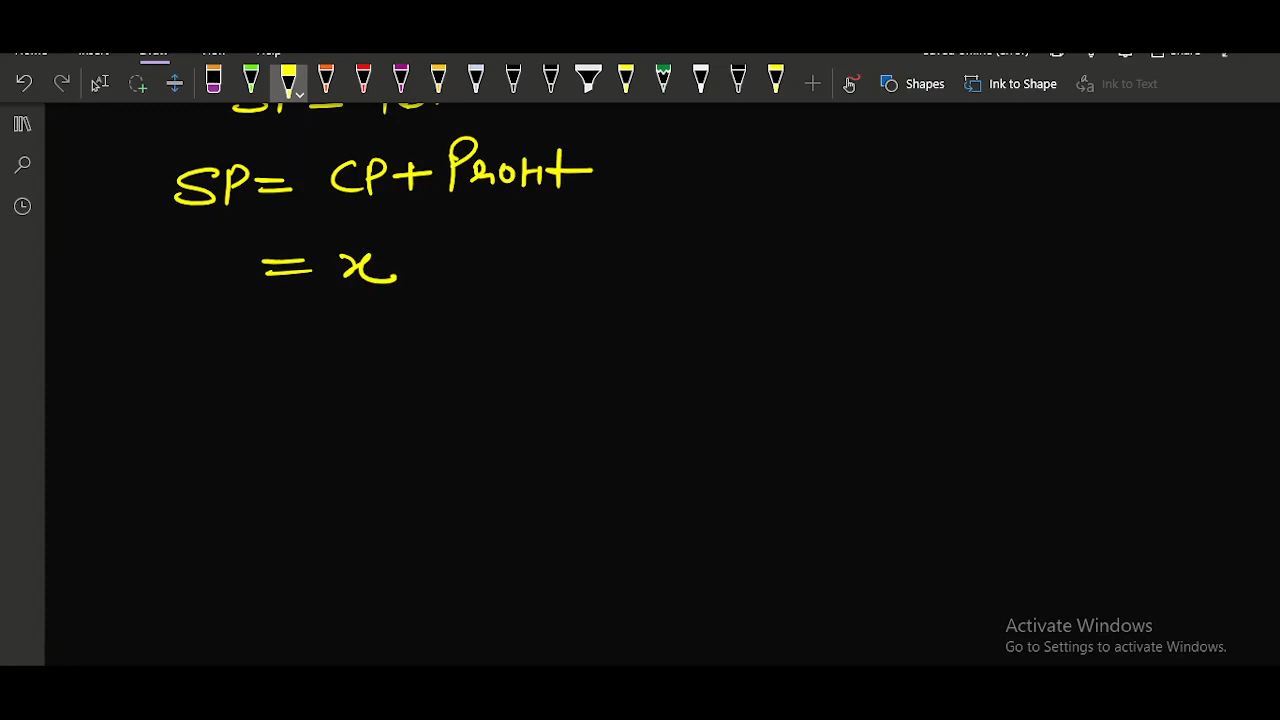 Shapes Ink to Shape Ink to Text
SP = CP + Profit
= x
Activate Windows
Go to Settings to activate Windows.